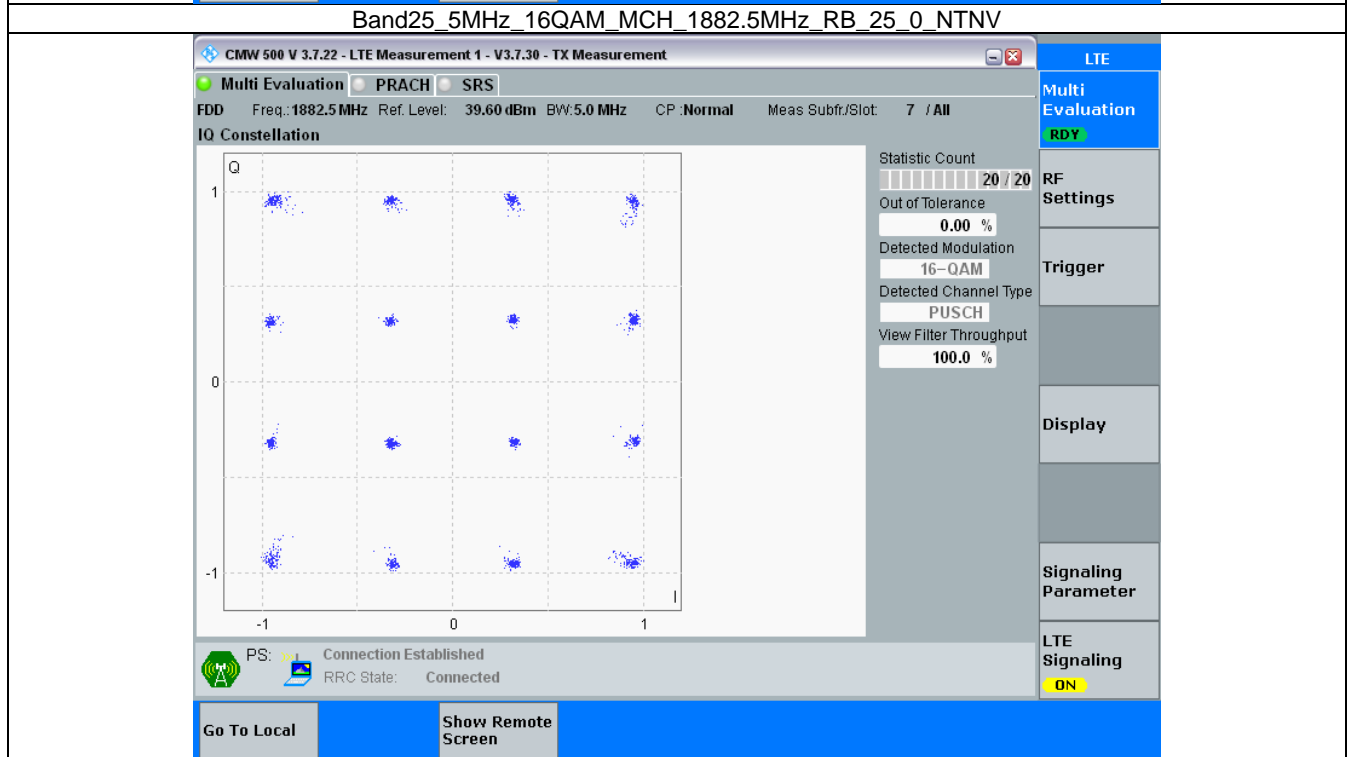 Band25_5MHz_16QAM_MCH_1882.5MHz_RB_25_0_NTNV
CMW 500 V 3.7.22 - LTE Measurement 1 - V3.7.30 - TX Measurement
LTE
Multi Evaluation PRACH SRS
Multi
Evaluation
RDY
FDD Freq.:1882.5 MHz Ref. Level: 39.60 dBm BW:5.0 MHz CP :Normal Meas Subfr./Slot: 7 / All
IQ Constellation
Q
1
0
-1
I
-1 0 1
Statistic Count
20 / 20
Out of Tolerance
0.00 %
Detected Modulation
16-QAM
Detected Channel Type
PUSCH
View Filter Throughput
100.0 %
RF
Settings
Trigger
Display
Signaling
Parameter
LTE
Signaling
ON
PS: Connection Established
RRC State: Connected
Go To Local
Show Remote
Screen